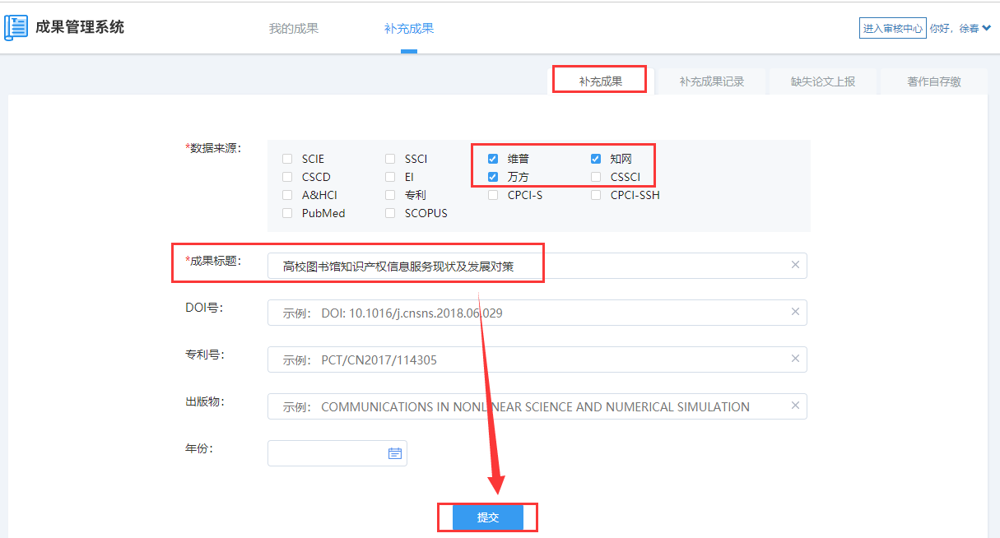 成果管理系统
我的成果
补充成果
进入审核中心 你好，徐春
补充成果
补充成果记录
缺失论文上报
著作自存缴
*数据来源：
SCIE SSCI 维普 知网
CSCD EI 万方 CSSCI
A&HCI 专利 CPCI-S CPCI-SSH
PubMed SCOPUS
*成果标题： 高校图书馆知识产权信息服务现状及发展对策
DOI号： 示例： DOI: 10.1016/j.cnsns.2018.06.029
专利号： 示例： PCT/CN2017/114305
出版物： 示例： COMMUNICATIONS IN NONLINEAR SCIENCE AND NUMERICAL SIMULATION
年份：
提交